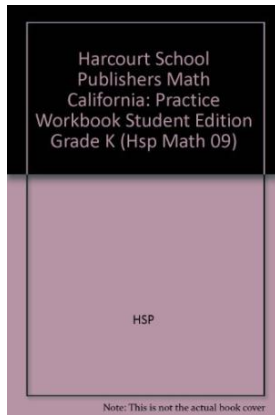 Harcourt School
Publishers Math
California: Practice
Workbook Student Edition
Grade K (Hsp Math 09)
HSP
Note: This is not the actual book cover